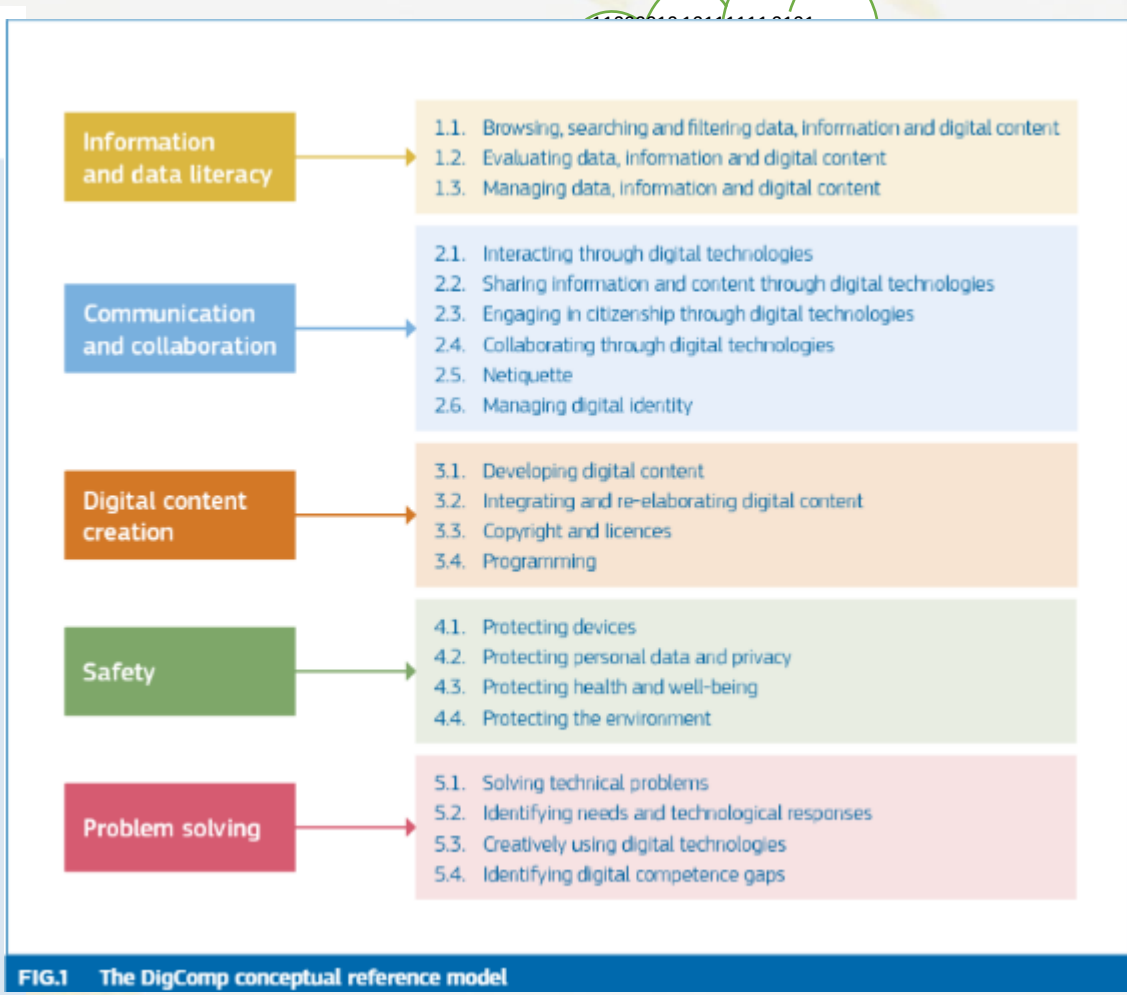 Information
and data literacy
1.1. Browsing, searching and filtering data, information and digital content
1.2. Evaluating data, information and digital content
1.3. Managing data, information and digital content
Communication
and collaboration
2.1. Interacting through digital technologies
2.2. Sharing information and content through digital technologies
2.3. Engaging in citizenship through digital technologies
2.4. Collaborating through digital technologies
2.5. Netiquette
2.6. Managing digital identity
Digital content
creation
3.1. Developing digital content
3.2. Integrating and re-elaborating digital content
3.3. Copyright and licences
3.4. Programming
Safety
4.1. Protecting devices
4.2. Protecting personal data and privacy
4.3. Protecting health and well-being
4.4. Protecting the environment
Problem solving
5.1. Solving technical problems
5.2. Identifying needs and technological responses
5.3. Creatively using digital technologies
5.4. Identifying digital competence gaps
FIG.1 The DigComp conceptual reference model